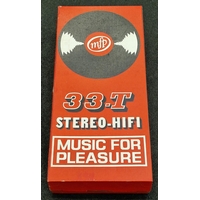 mfp
33-T
STEREO-HIFI
MUSIC FOR
PLEASURE